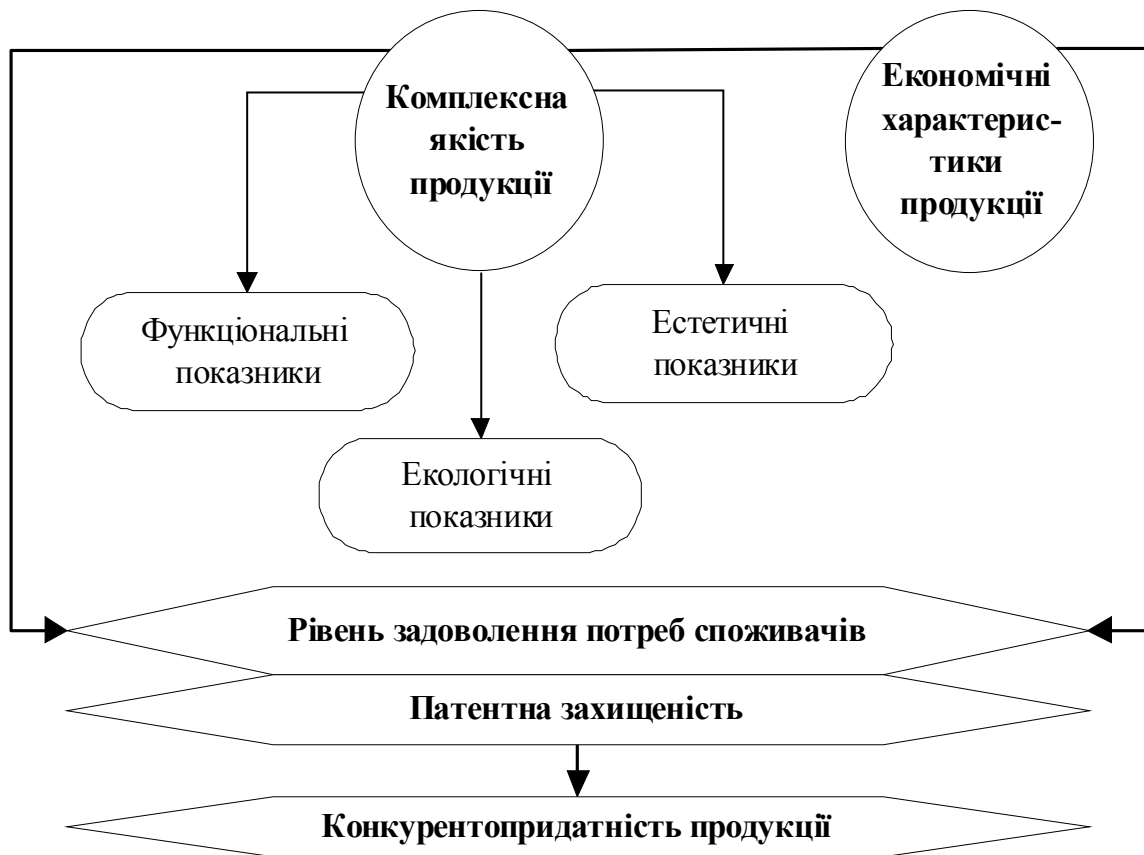 Комплексна
якість
продукції
Економічні
характерис-
тики
продукції
Функціональні
показники
Естетичні
показники
Екологічні
показники
Рівень задоволення потреб споживачів
Патентна захищеність
Конкурентопридатність продукції